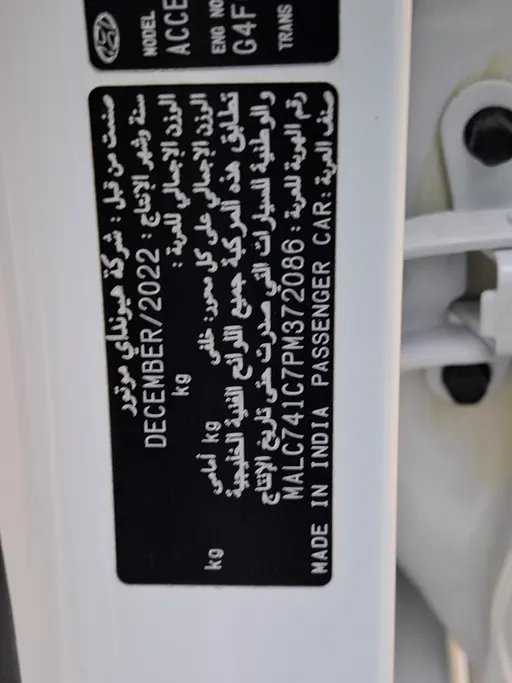 MODEL
ACCE
ENG NO
G4F
TRANS
صنعت من قبل : شركة هيونداي موتور
سنة وشهر الإنتاج : DECEMBER/2022
الوزن الإجمالي للعربة : kg
الوزن الإجمالي على كل محور: خلفي kg أمامي kg
تطابق هذه المركبة جميع اللوائح الفنية الخليجية
والوطنية للسيارات التي صدرت حتى تاريخ الإنتاج
رقم الهوية للعربة : MALC741C7PM372086
صنف العربة : MADE IN INDIA PASSENGER CAR